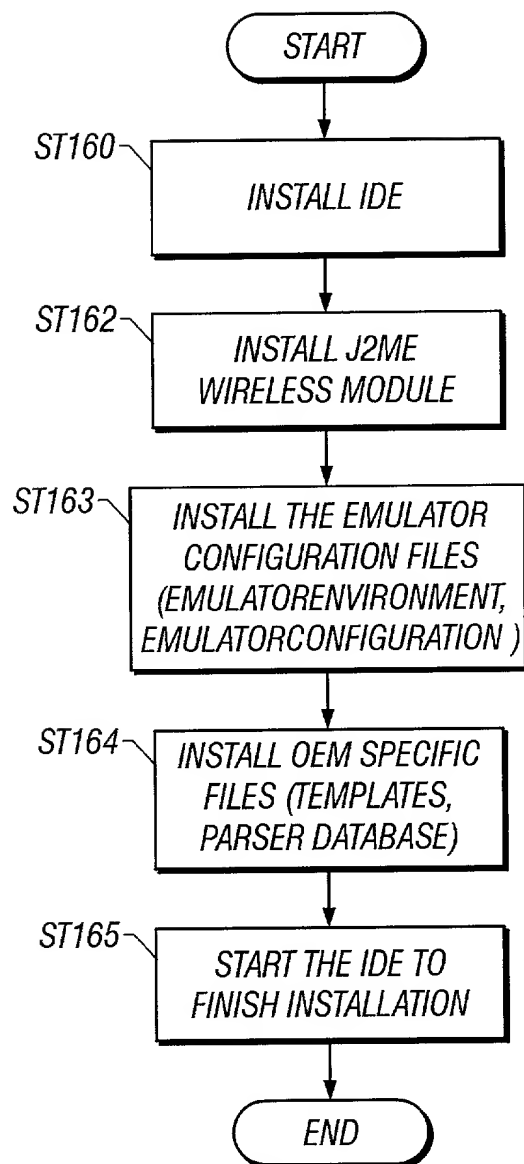 START
ST160
INSTALL IDE
ST162
INSTALL J2ME
WIRELESS MODULE
ST163
INSTALL THE EMULATOR
CONFIGURATION FILES
(EMULATORENVIRONMENT,
EMULATORCONFIGURATION )
ST164
INSTALL OEM SPECIFIC
FILES (TEMPLATES,
PARSER DATABASE)
ST165
START THE IDE TO
FINISH INSTALLATION
END